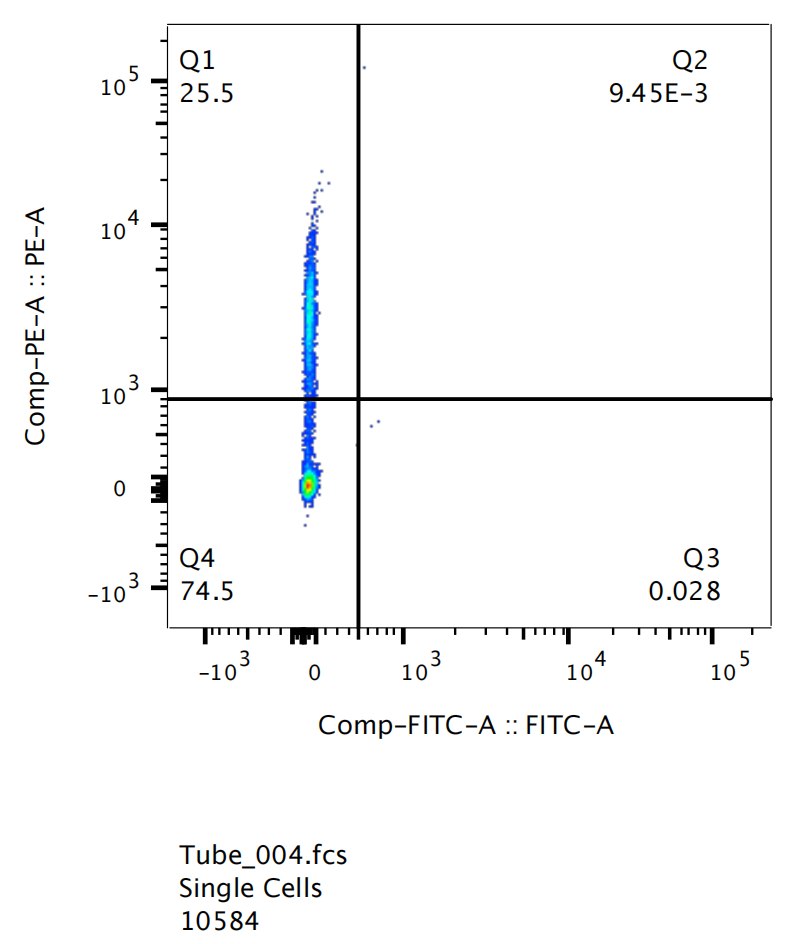 Q1
25.5
Q2
9.45E-3
10^5
10^4
10^3
0
-10^3
Comp-PE-A :: PE-A
Q4
74.5
Q3
0.028
-10^3
0
10^3
10^4
10^5
Comp-FITC-A :: FITC-A
Tube_004.fcs
Single Cells
10584